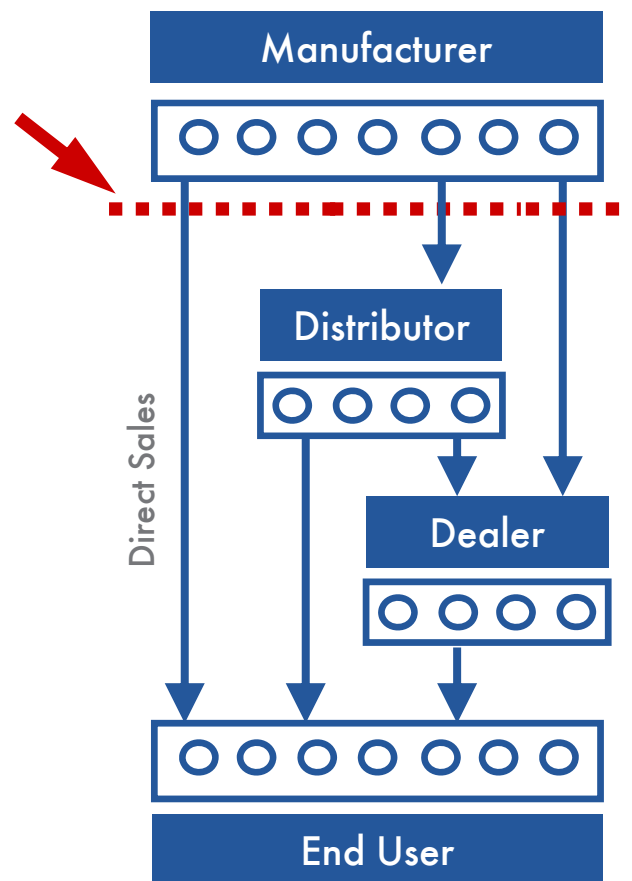 Manufacturer
Distributor
Direct Sales
Dealer
End User